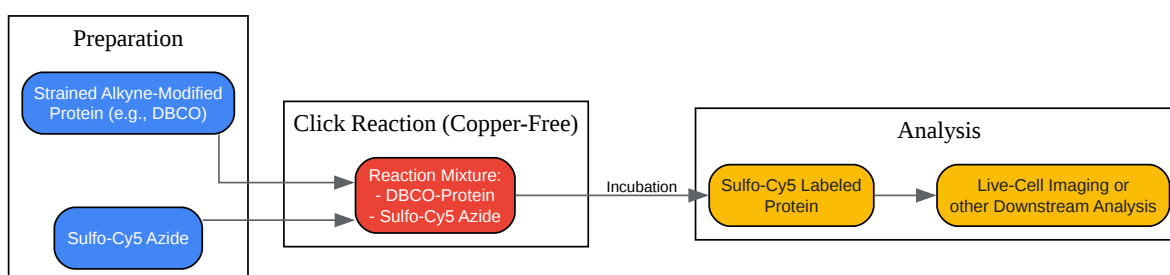 Preparation
Strained Alkyne-Modified
Protein (e.g., DBCO)
Sulfo-Cy5 Azide
Click Reaction (Copper-Free)
Reaction Mixture:
- DBCO-Protein
- Sulfo-Cy5 Azide
Incubation
Analysis
Sulfo-Cy5 Labeled
Protein
Live-Cell Imaging or
other Downstream Analysis